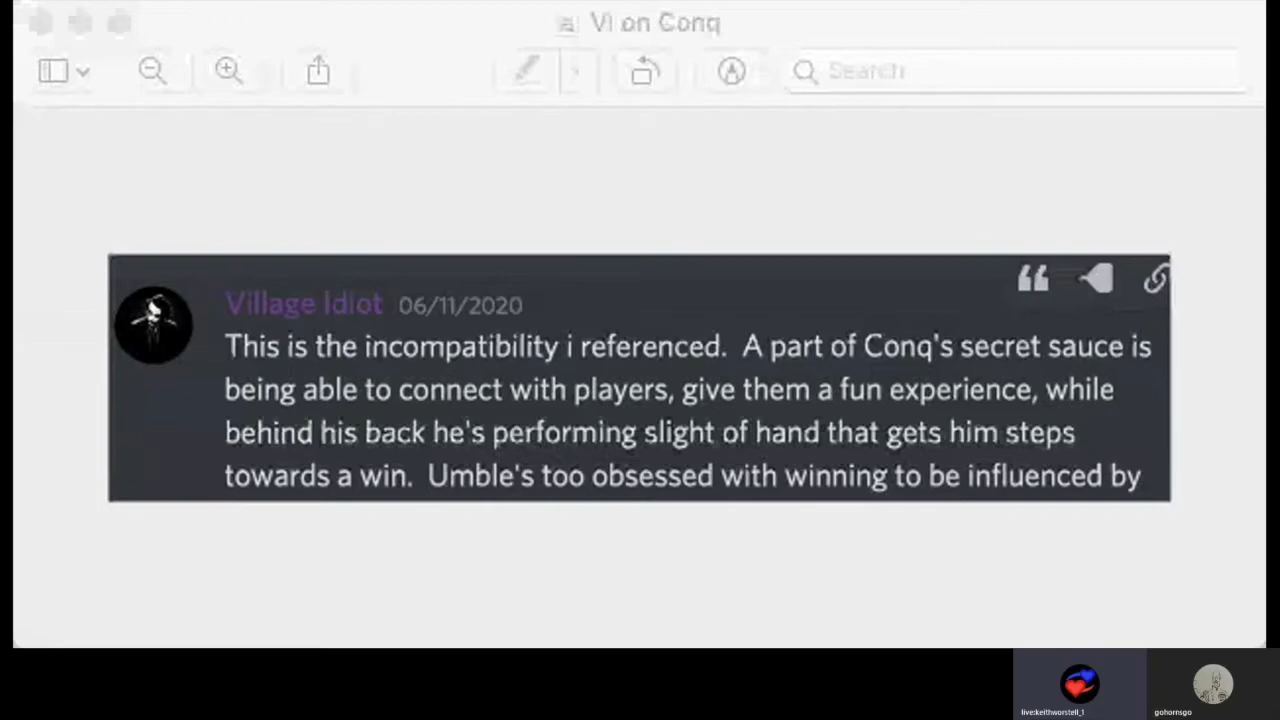 VI on Conq
Search
Village Idiot 06/11/2020
This is the incompatibility i referenced.  A part of Conq's secret sauce is
being able to connect with players, give them a fun experience, while
behind his back he's performing slight of hand that gets him steps
towards a win.  Umble's too obsessed with winning to be influenced by
live:keithworstell_1
gohornsgo